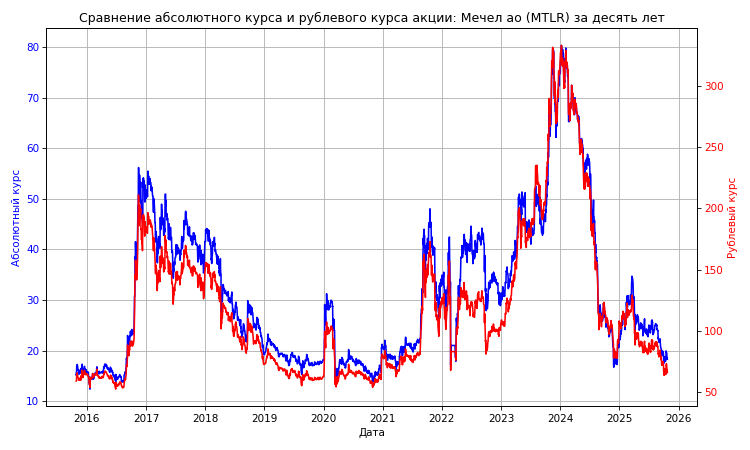 Сравнение абсолютного курса и рублевого курса акции: Мечел ао (MTLR) за десять лет
80
70
60
50
40
30
20
10
Абсолютный курс
300
250
200
150
100
50
Рублевый курс
2016 2017 2018 2019 2020 2021 2022 2023 2024 2025 2026
Дата